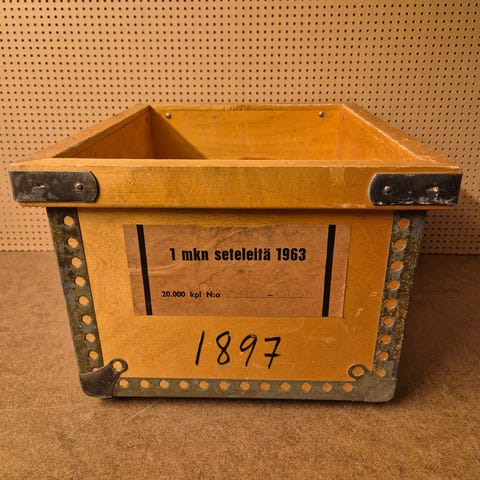 1 mkn seteleitä 1963
20.000 kpl N:o –
1897